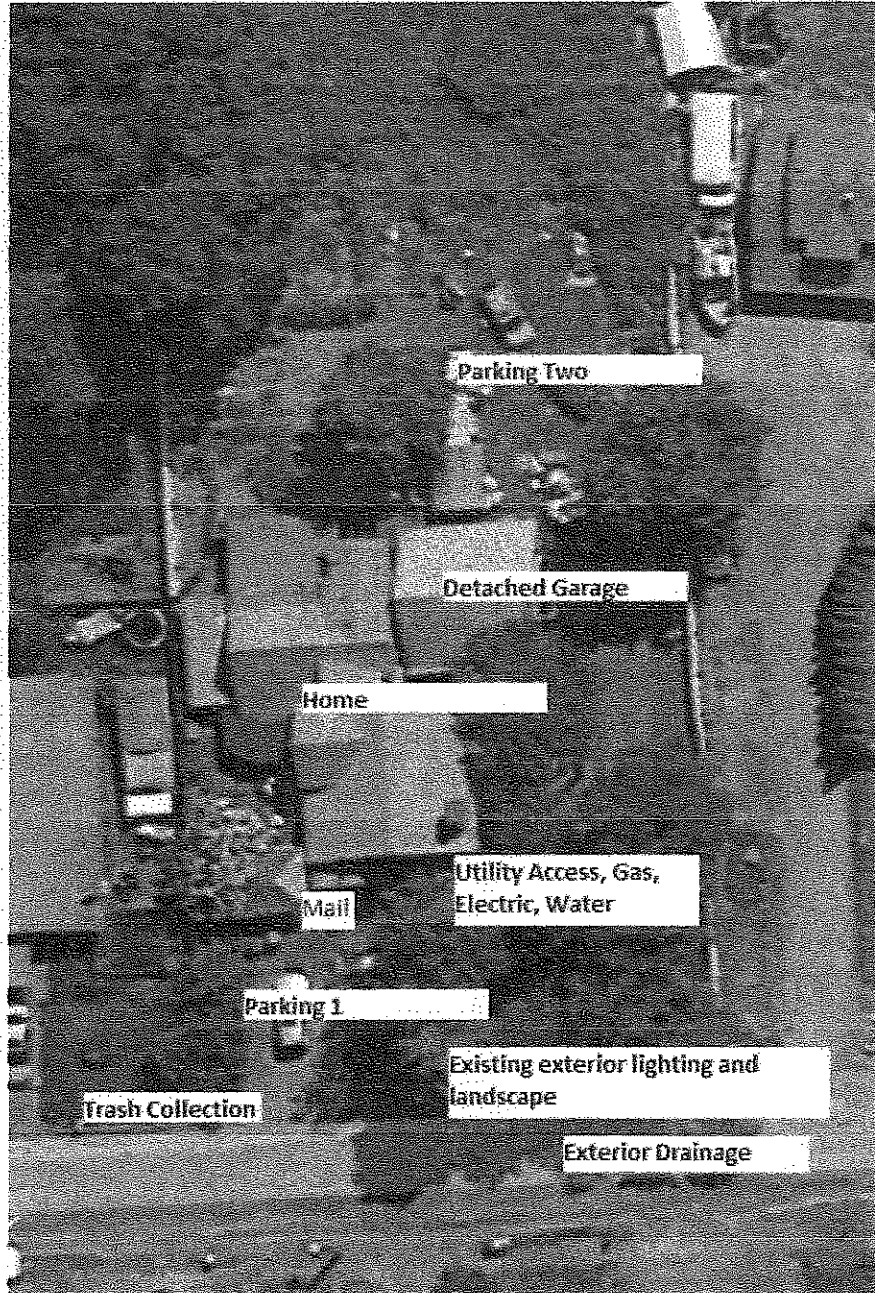 Parking Two
Detached Garage
Home
Utility Access, Gas,
Electric, Water
Mail
Parking 1
Existing exterior lighting and
landscape
Trash Collection
Exterior Drainage